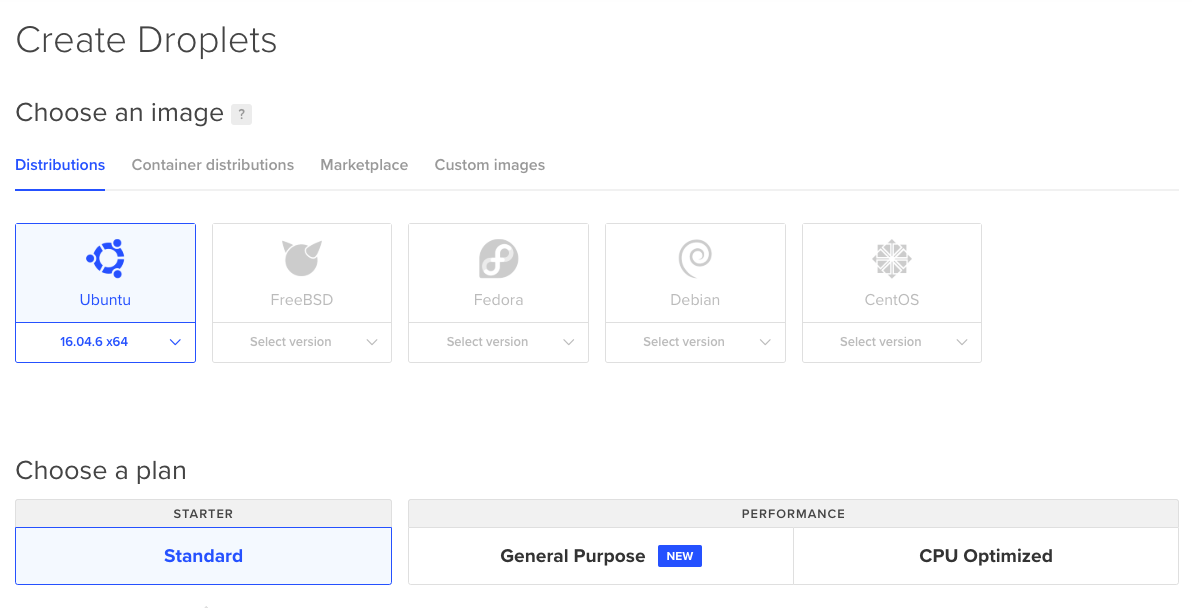 Create Droplets
Choose an image ?
Distributions Container distributions Marketplace Custom images
Ubuntu FreeBSD Fedora Debian CentOS
16.04.6 x64 Select version Select version Select version Select version
Choose a plan
STARTER PERFORMANCE
Standard General Purpose NEW CPU Optimized